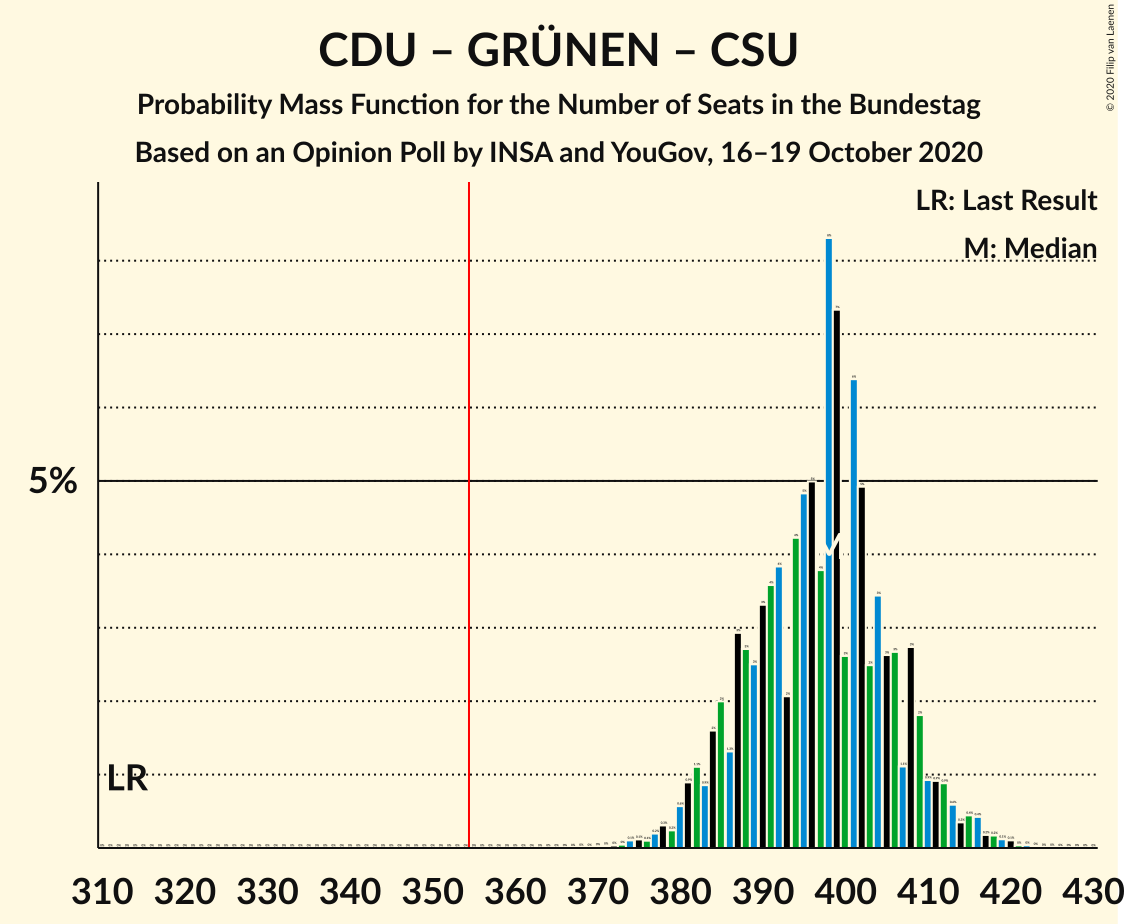 CDU – GRÜNEN – CSU
Probability Mass Function for the Number of Seats in the Bundestag
Based on an Opinion Poll by INSA and YouGov, 16–19 October 2020
© 2020 Filip van Laenen
LR: Last Result
M: Median
5%
LR
310 320 330 340 350 360 370 380 390 400 410 420 430